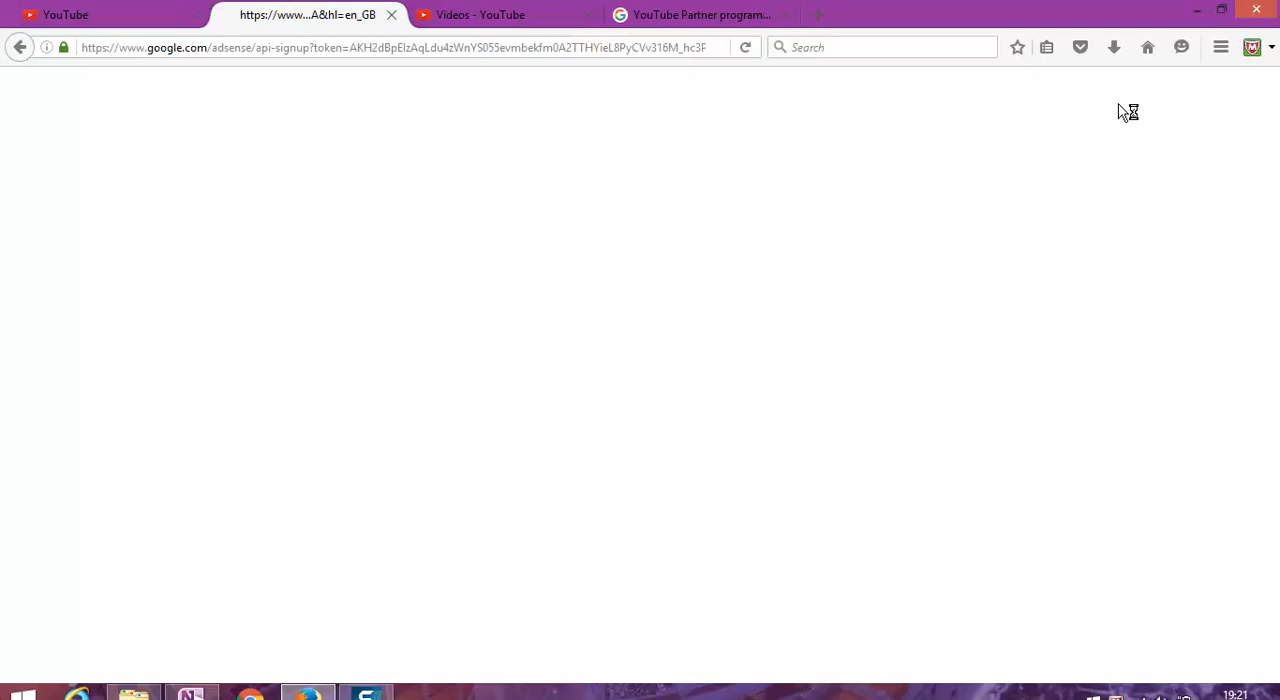 YouTube
https://www...A&hl=en_GB
Videos - YouTube
YouTube Partner program...
https://www.google.com/adsense/api-signup?token=AKH2dBpElzAqLdu4zWnYS055evmbekfm0A2TTHYieL8PyCVv316M_hc3F
Search
19:21